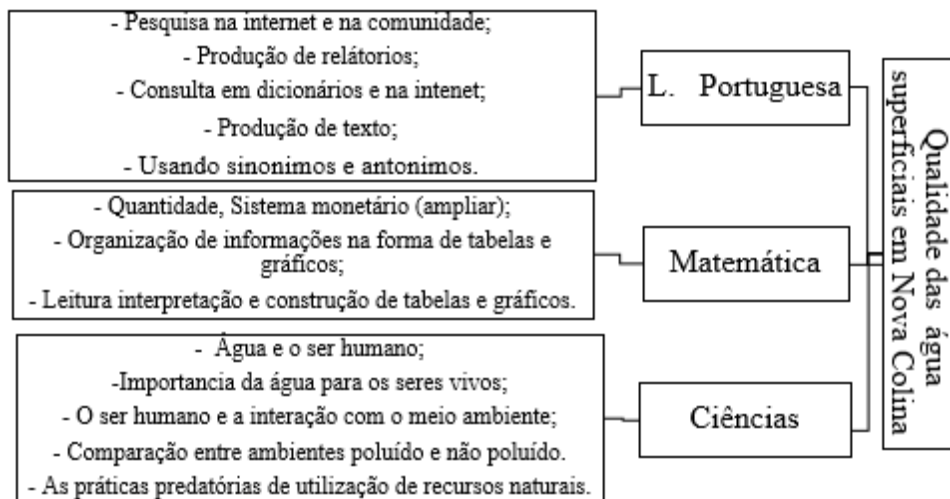 - Pesquisa na internet e na comunidade;
- Produção de relátorios;
- Consulta em dicionários e na intenet;
- Produção de texto;
- Usando sinonimos e antonimos.
L. Portuguesa
- Quantidade, Sistema monetário (ampliar);
- Organização de informações na forma de tabelas e
gráficos;
- Leitura interpretação e construção de tabelas e gráficos.
Matemática
- Água e o ser humano;
-Importancia da água para os seres vivos;
- O ser humano e a interação com o meio ambiente;
- Comparação entre ambientes poluído e não poluído.
- As práticas predatórias de utilização de recursos naturais.
Ciências
Qualidade das água
superficiais em Nova Colina